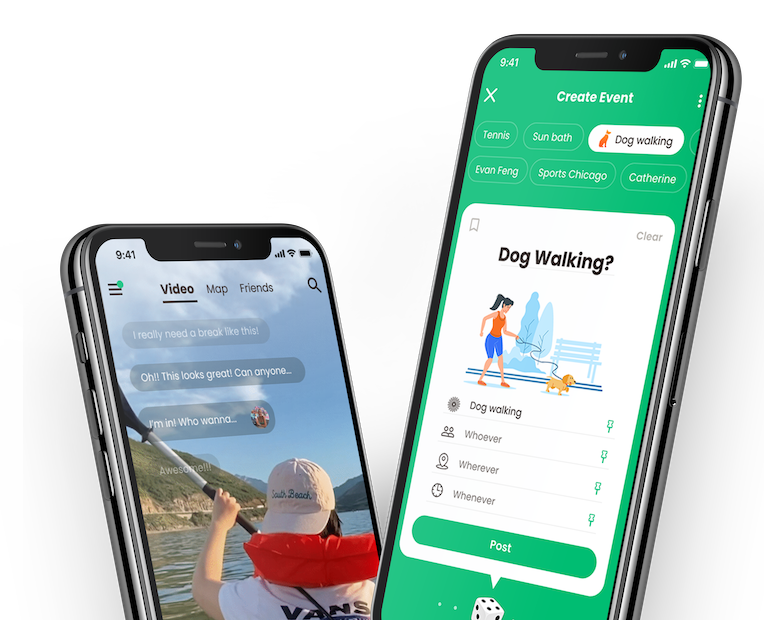 9:41
Video Map Friends
I really need a break like this!
Oh!! This looks great! Can anyone...
I'm in! Who wanna...
Awesome!!!
South Beach
VANS
9:41
Create Event
Tennis Sun bath Dog walking
Evan Feng Sports Chicago Catherine
Clear
Dog Walking?
Dog walking
Whoever
Wherever
Whenever
Post